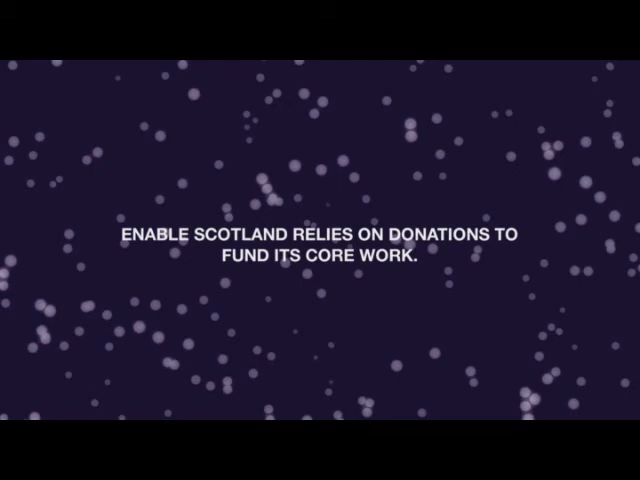 ENABLE SCOTLAND RELIES ON DONATIONS TO
FUND ITS CORE WORK.